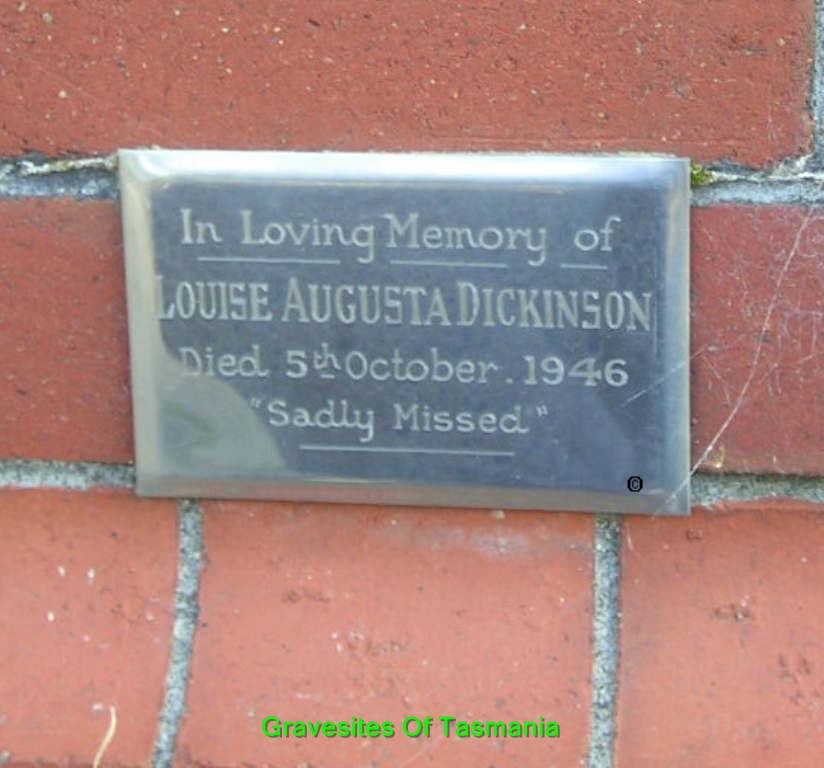 In Loving Memory of
LOUISE AUGUSTA DICKINSON
Died 5th October. 1946
"Sadly Missed"
©
Gravesites Of Tasmania